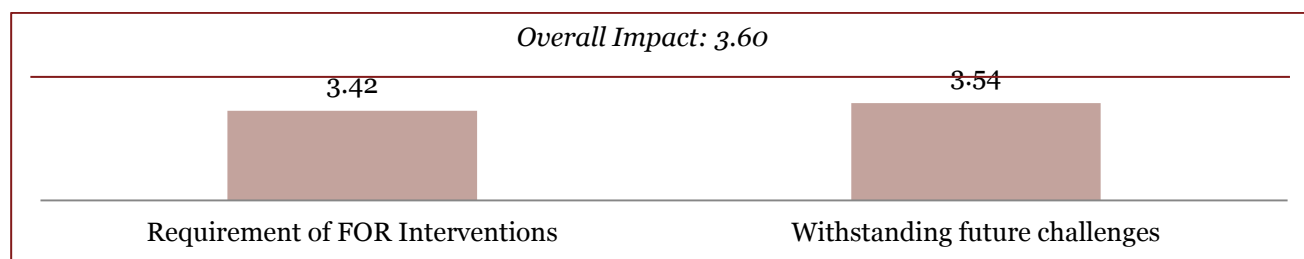 Overall Impact: 3.60
3.42
3.54
Requirement of FOR Interventions
Withstanding future challenges